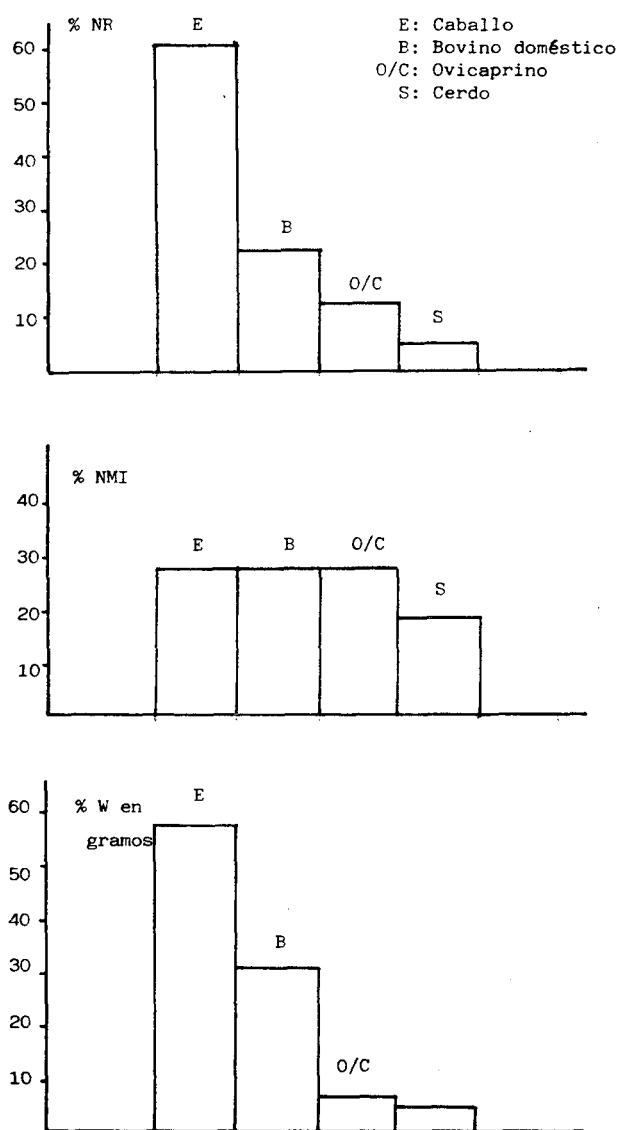 % NR
E
E: Caballo
B: Bovino doméstico
O/C: Ovicaprino
S: Cerdo
60
50
40
30
20
10
B
O/C
S
% NMI
40
30
20
10
E
B
O/C
S
% W en
gramos
E
60
50
40
30
20
10
B
O/C